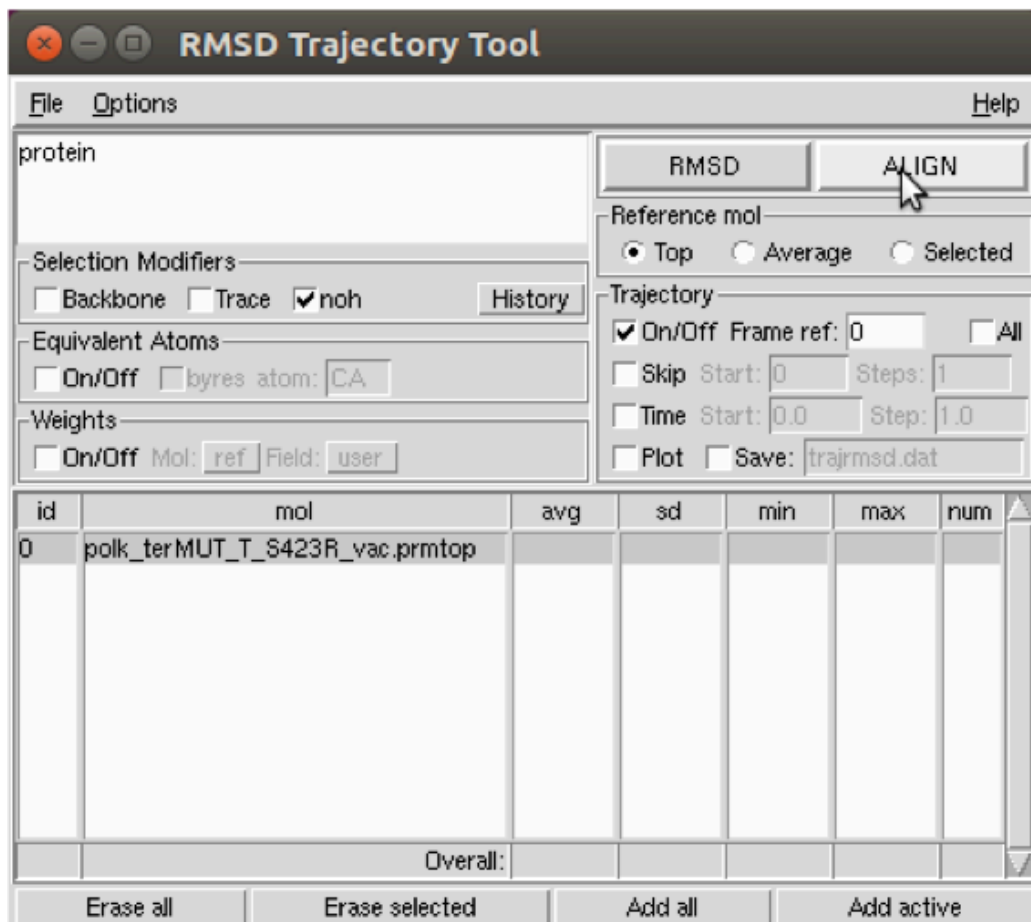 RMSD Trajectory Tool
File Options Help
protein
RMSD ALIGN
Reference mol
Top Average Selected
Selection Modifiers
Backbone Trace noh History
Trajectory
On/Off Frame ref: 0 All
Skip Start: 0 Steps: 1
Time Start: 0.0 Step: 1.0
Plot Save: trajrmsd.dat
Equivalent Atoms
On/Off byres atom: CA
Weights
On/Off Mol: ref Field: user
id mol avg sd min max num
0 polk_terMUT_T_S423R_vac.prmtop
Overall:
Erase all Erase selected Add all Add active